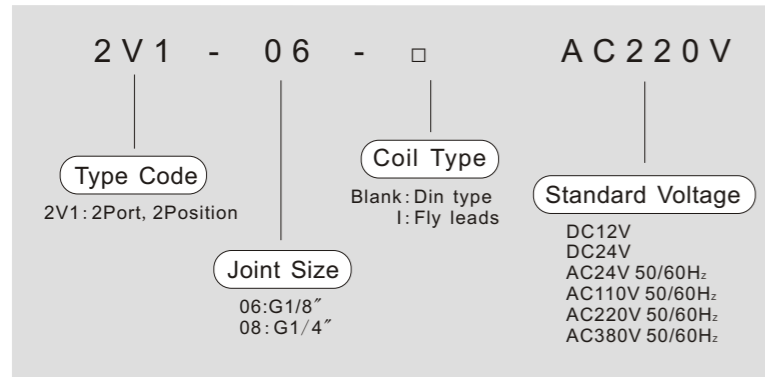 2V1 - 06 - □ AC220V
Type Code
2V1: 2Port, 2Position
Joint Size
06:G1/8″
08:G1/4″
Coil Type
Blank: Din type
I: Fly leads
Standard Voltage
DC12V
DC24V
AC24V 50/60Hz
AC110V 50/60Hz
AC220V 50/60Hz
AC380V 50/60Hz